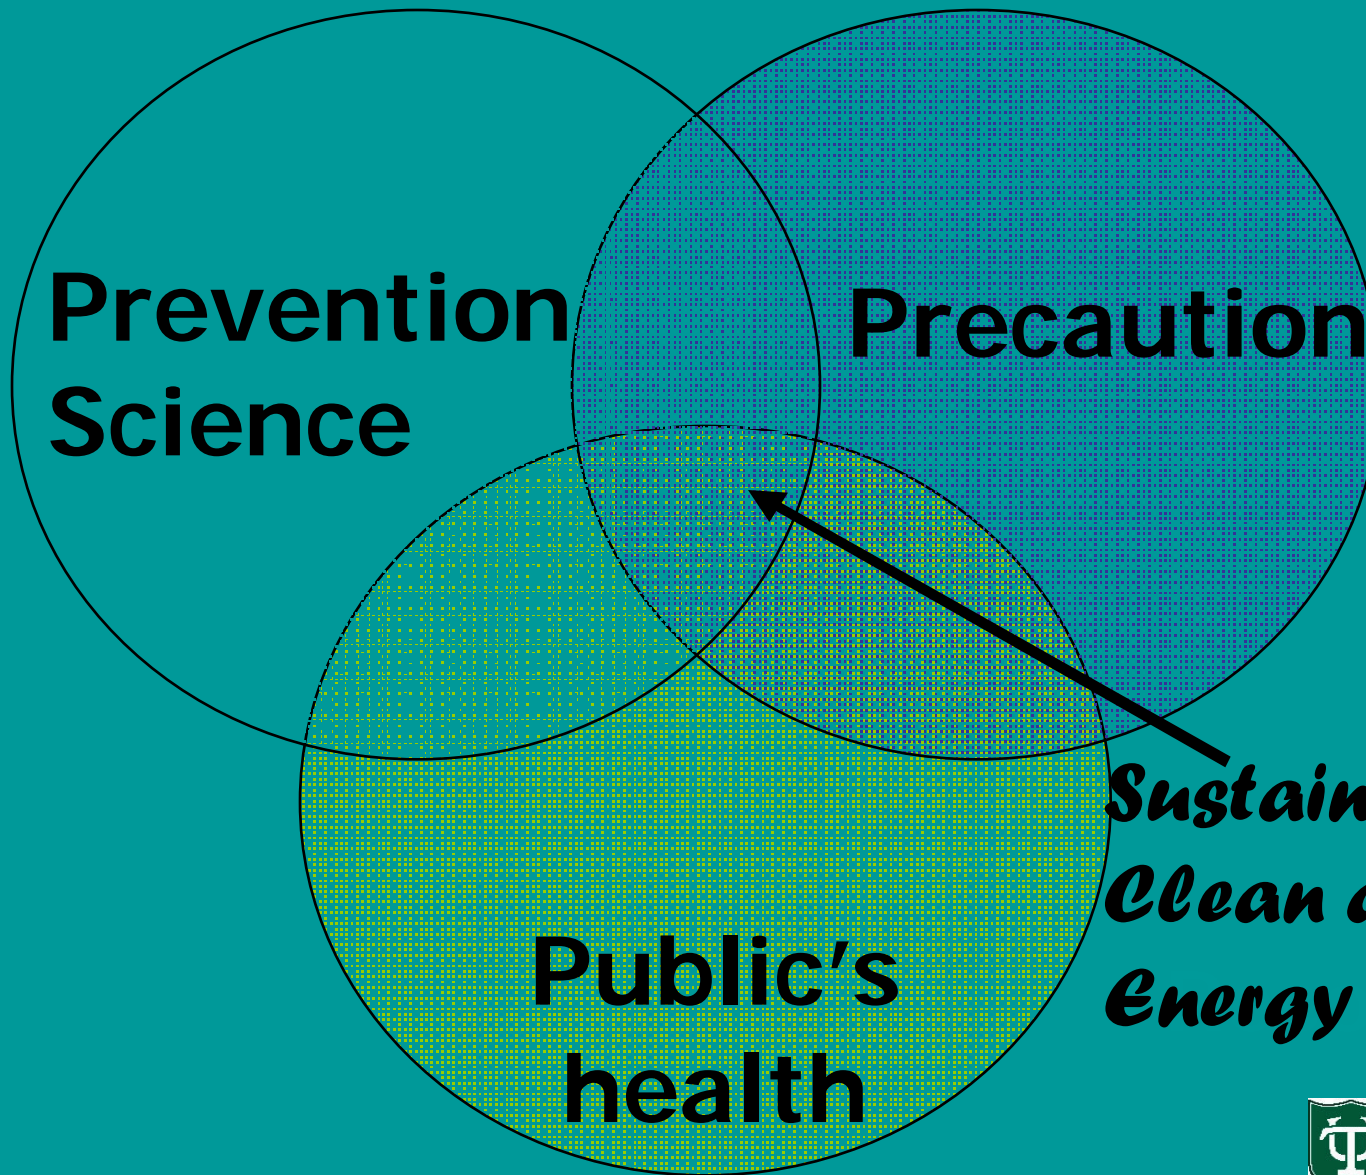 Prevention
Science
Precaution
Sustain
Clean
Energy
Public's
health